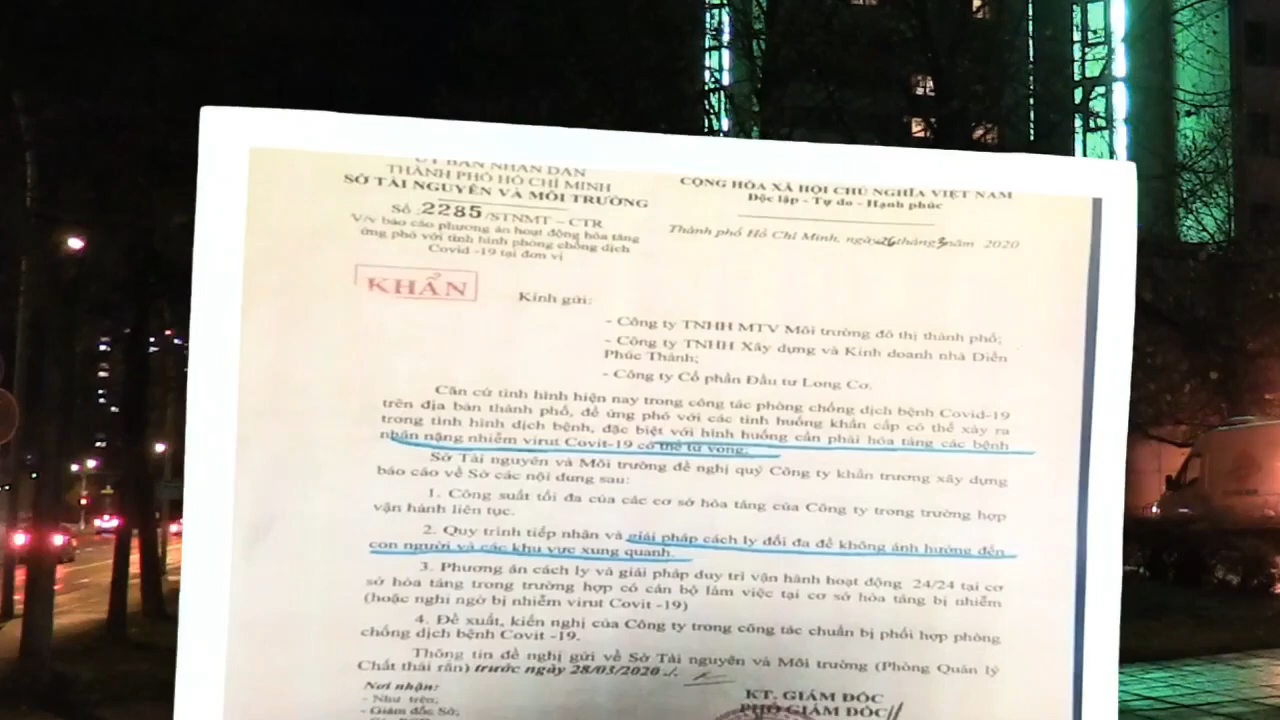 ỦY BAN NHÂN DÂN
THÀNH PHỐ HỒ CHÍ MINH
SỞ TÀI NGUYÊN VÀ MÔI TRƯỜNG
Số :2285/STNMT – CTR
V/v báo cáo phương án hoạt động hỏa táng
ứng phó với tình hình phòng chống dịch
Covid -19 tại đơn vị
CỘNG HÒA XÃ HỘI CHỦ NGHĨA VIỆT NAM
Độc lập - Tự do - Hạnh phúc
Thành phố Hồ Chí Minh, ngày 26 tháng 3 năm 2020
KHẨN
Kính gửi:
- Công ty TNHH MTV Môi trường đô thị thành phố;
- Công ty TNHH Xây dựng và Kinh doanh nhà Diễn
Phúc Thành;
- Công ty Cổ phần Đầu tư Long Cơ.
Căn cứ tình hình hiện nay trong công tác phòng chống dịch bệnh Covid-19
trên địa bàn thành phố, để ứng phó với các tình huống khẩn cấp có thể xảy ra
trong tình hình dịch bệnh, đặc biệt với hình huống cần phải hỏa táng các bệnh
nhân nặng nhiễm virut Covit-19 có thể tử vong.
Sở Tài nguyên và Môi trường đề nghị quý Công ty khẩn trương xây dựng
báo cáo về Sở các nội dung sau:
1. Công suất tối đa của các cơ sở hỏa táng của Công ty trong trường hợp
vận hành liên tục.
2. Quy trình tiếp nhận và giải pháp cách ly đối đa để không ảnh hưởng đến
con người và các khu vực xung quanh.
3. Phương án cách ly và giải pháp duy trì vận hành hoạt động 24/24 tại cơ
sở hỏa táng trong trường hợp có cán bộ làm việc tại cơ sở hỏa táng bị nhiễm
(hoặc nghi ngờ bị nhiễm virut Covit -19)
4. Đề xuất, kiến nghị của Công ty trong công tác chuẩn bị phối hợp phòng
chống dịch bệnh Covit -19.
Thông tin đề nghị gửi về Sở Tài nguyên và Môi trường (Phòng Quản lý
Chất thải rắn) trước ngày 28/03/2020 ./.
Nơi nhận:
- Như trên;
- Giám đốc Sở;
KT. GIÁM ĐỐC
PHÓ GIÁM ĐỐC